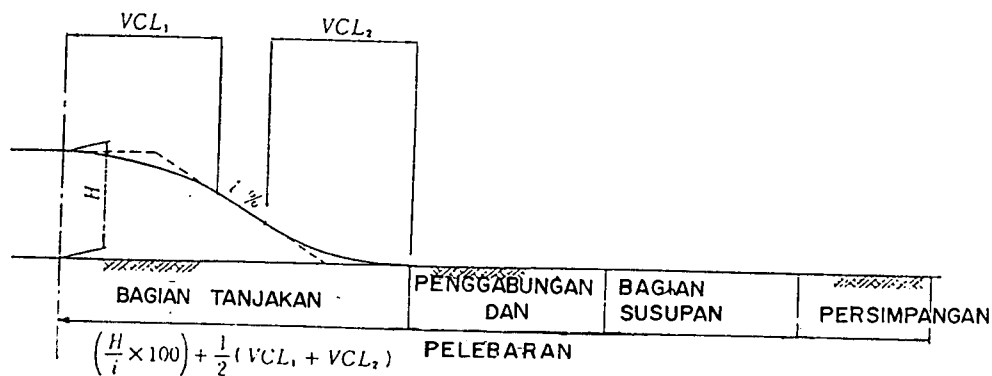 VCL₁
VCL₂
H
i %
BAGIAN TANJAKAN
PENGGABUNGAN
DAN
BAGIAN
SUSUPAN
PERSIMPANGAN
(H/i × 100) + 1/2 (VCL₁ + VCL₂)
PELEBARAN